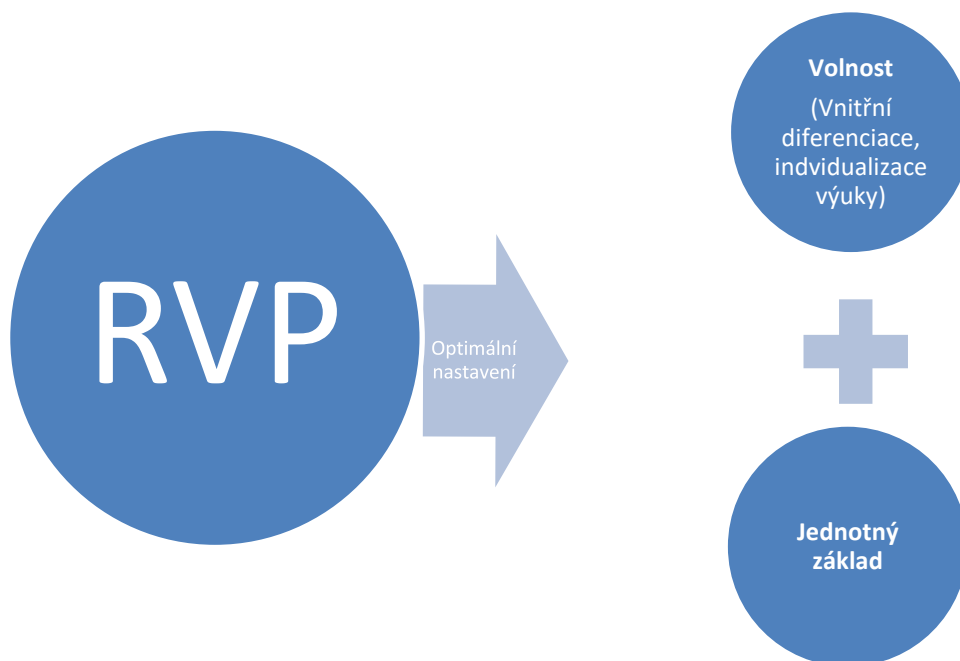 RVP
Optimální
nastavení
Volnost
(Vnitřní
diferenciace,
indvidualizace
výuky)
Jednotný
základ